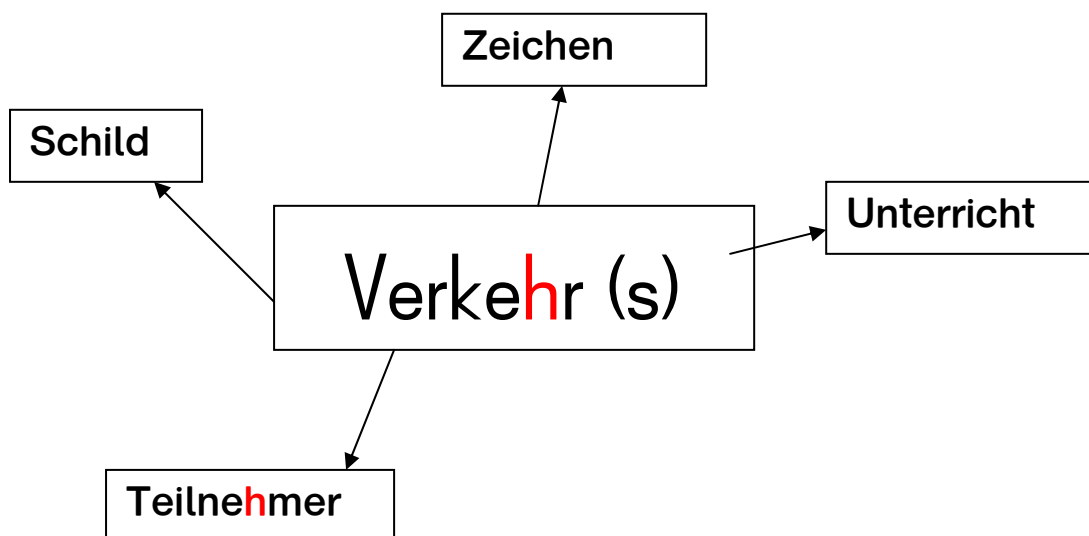 Zeichen
Schild
Unterricht
Verkehr (s)
Teilnehmer